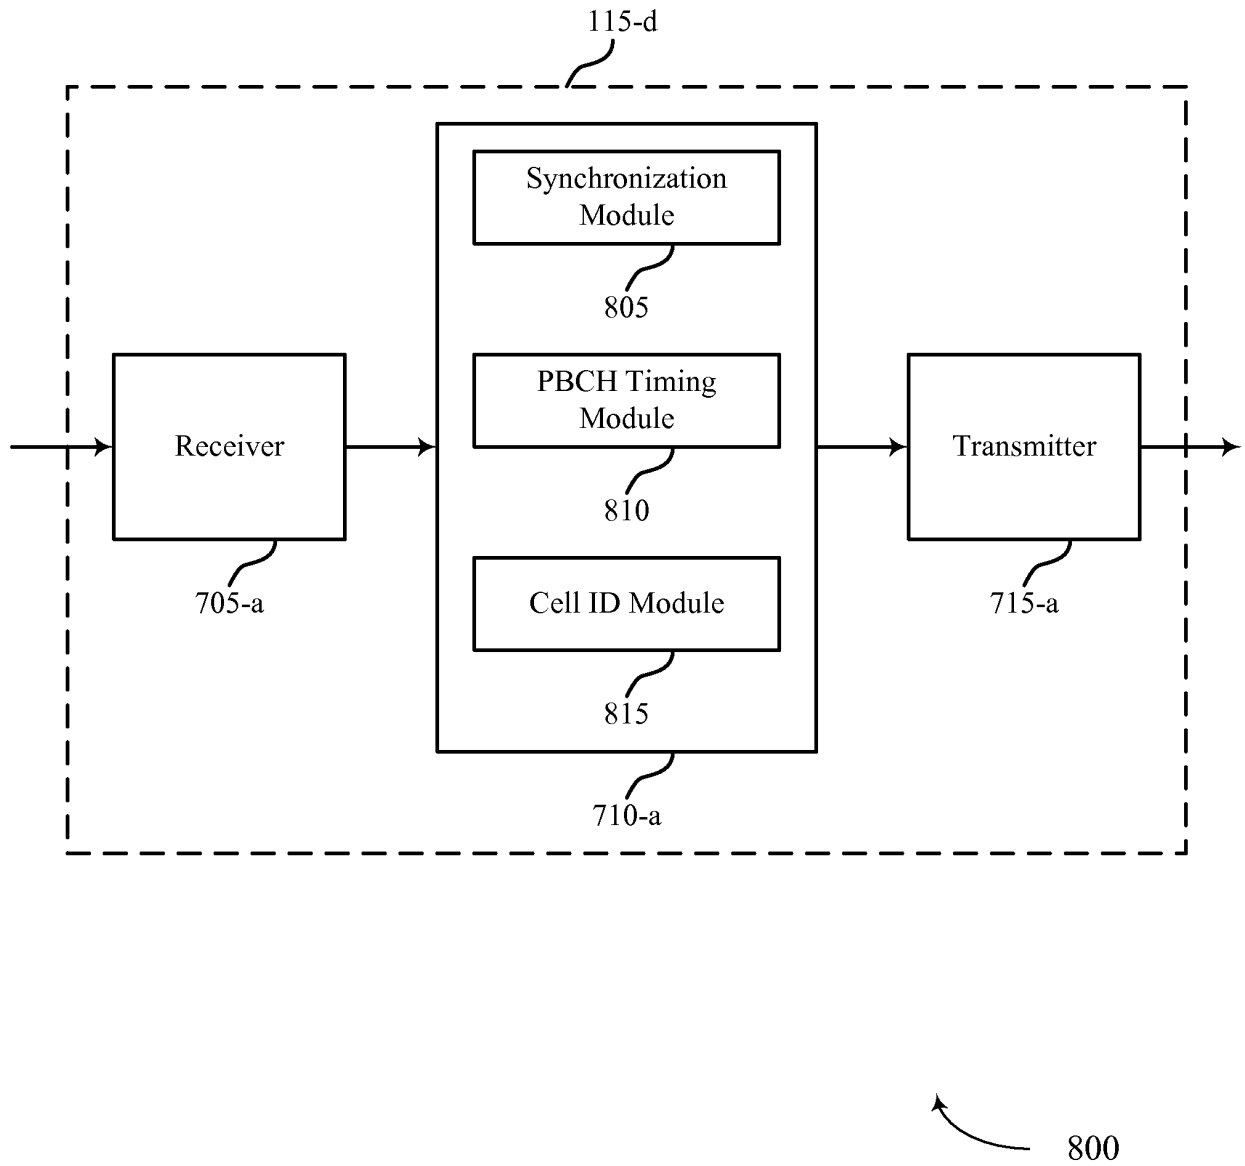 115-d
Synchronization
Module
805
PBCH Timing
Module
810
Receiver
705-a
Transmitter
715-a
Cell ID Module
815
710-a
800